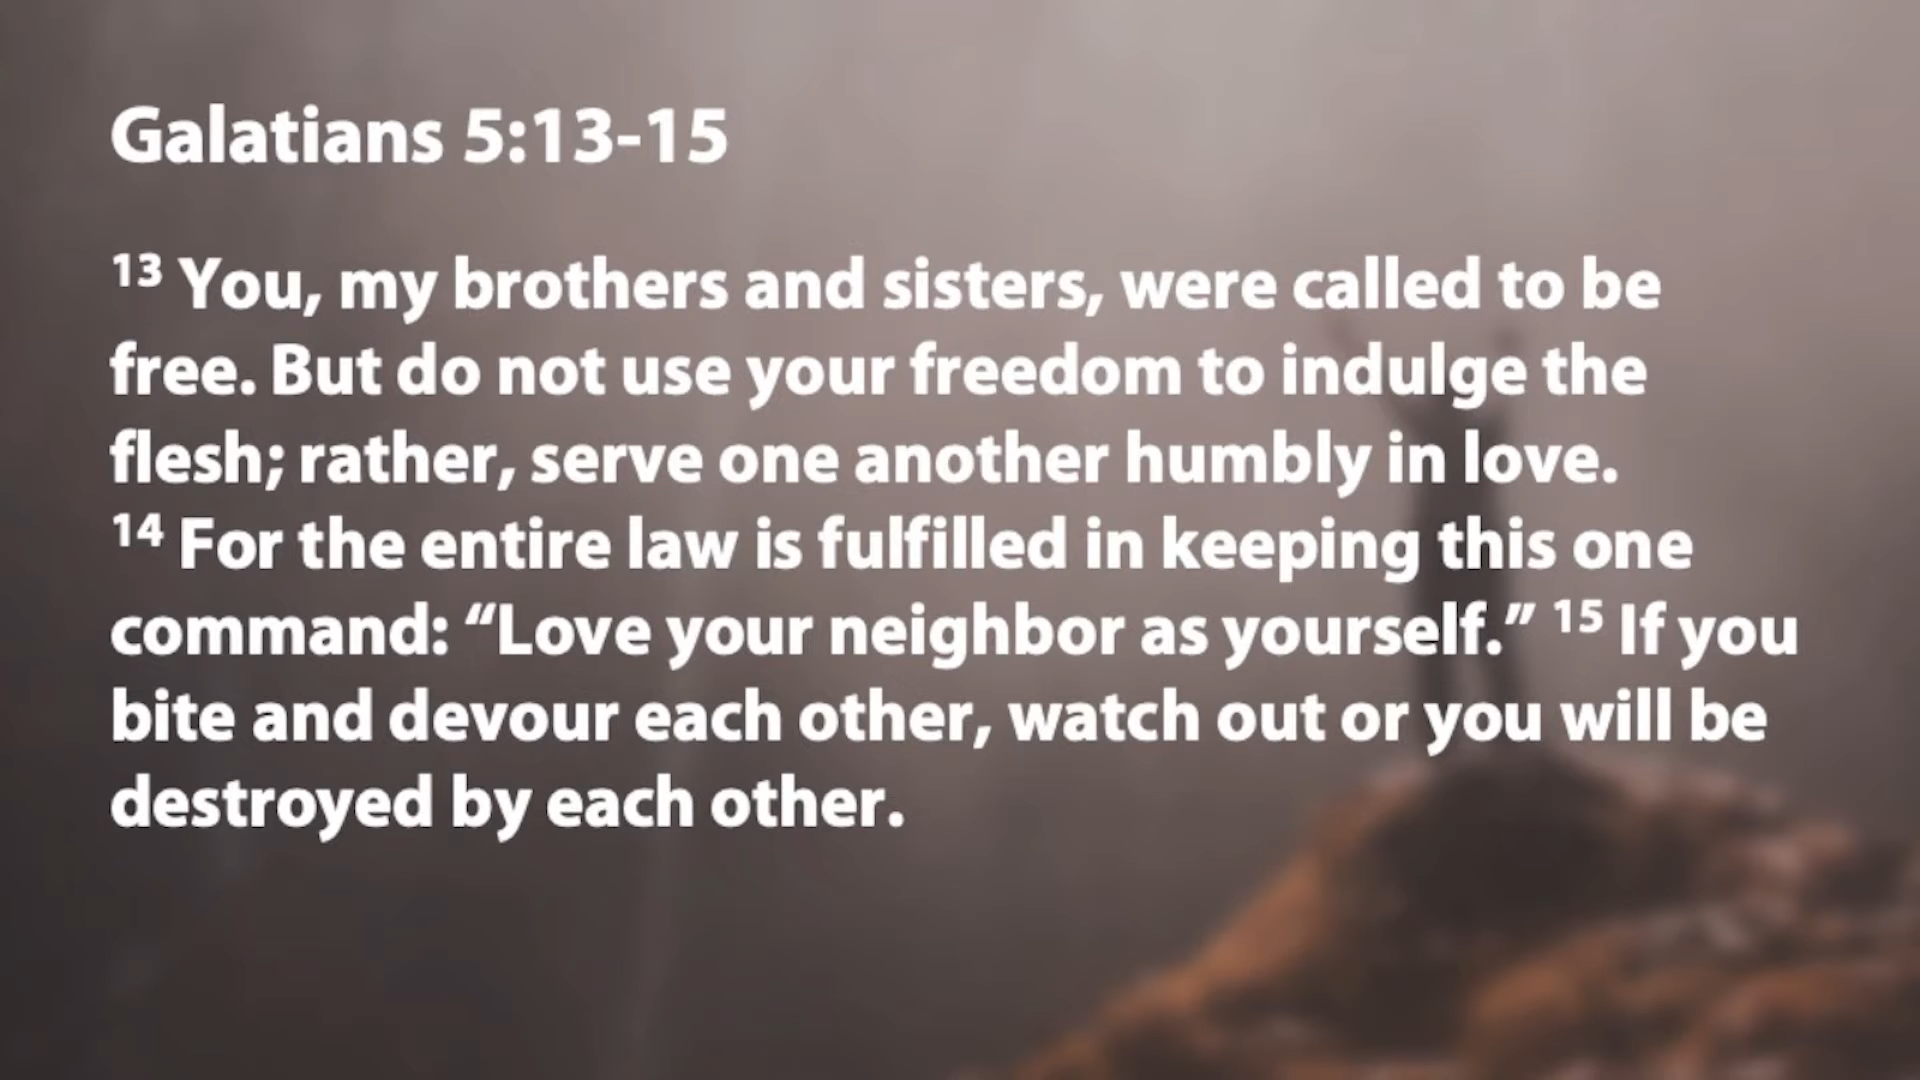 Galatians 5:13-15
¹³ You, my brothers and sisters, were called to be
free. But do not use your freedom to indulge the
flesh; rather, serve one another humbly in love.
¹⁴ For the entire law is fulfilled in keeping this one
command: “Love your neighbor as yourself.” ¹⁵ If you
bite and devour each other, watch out or you will be
destroyed by each other.